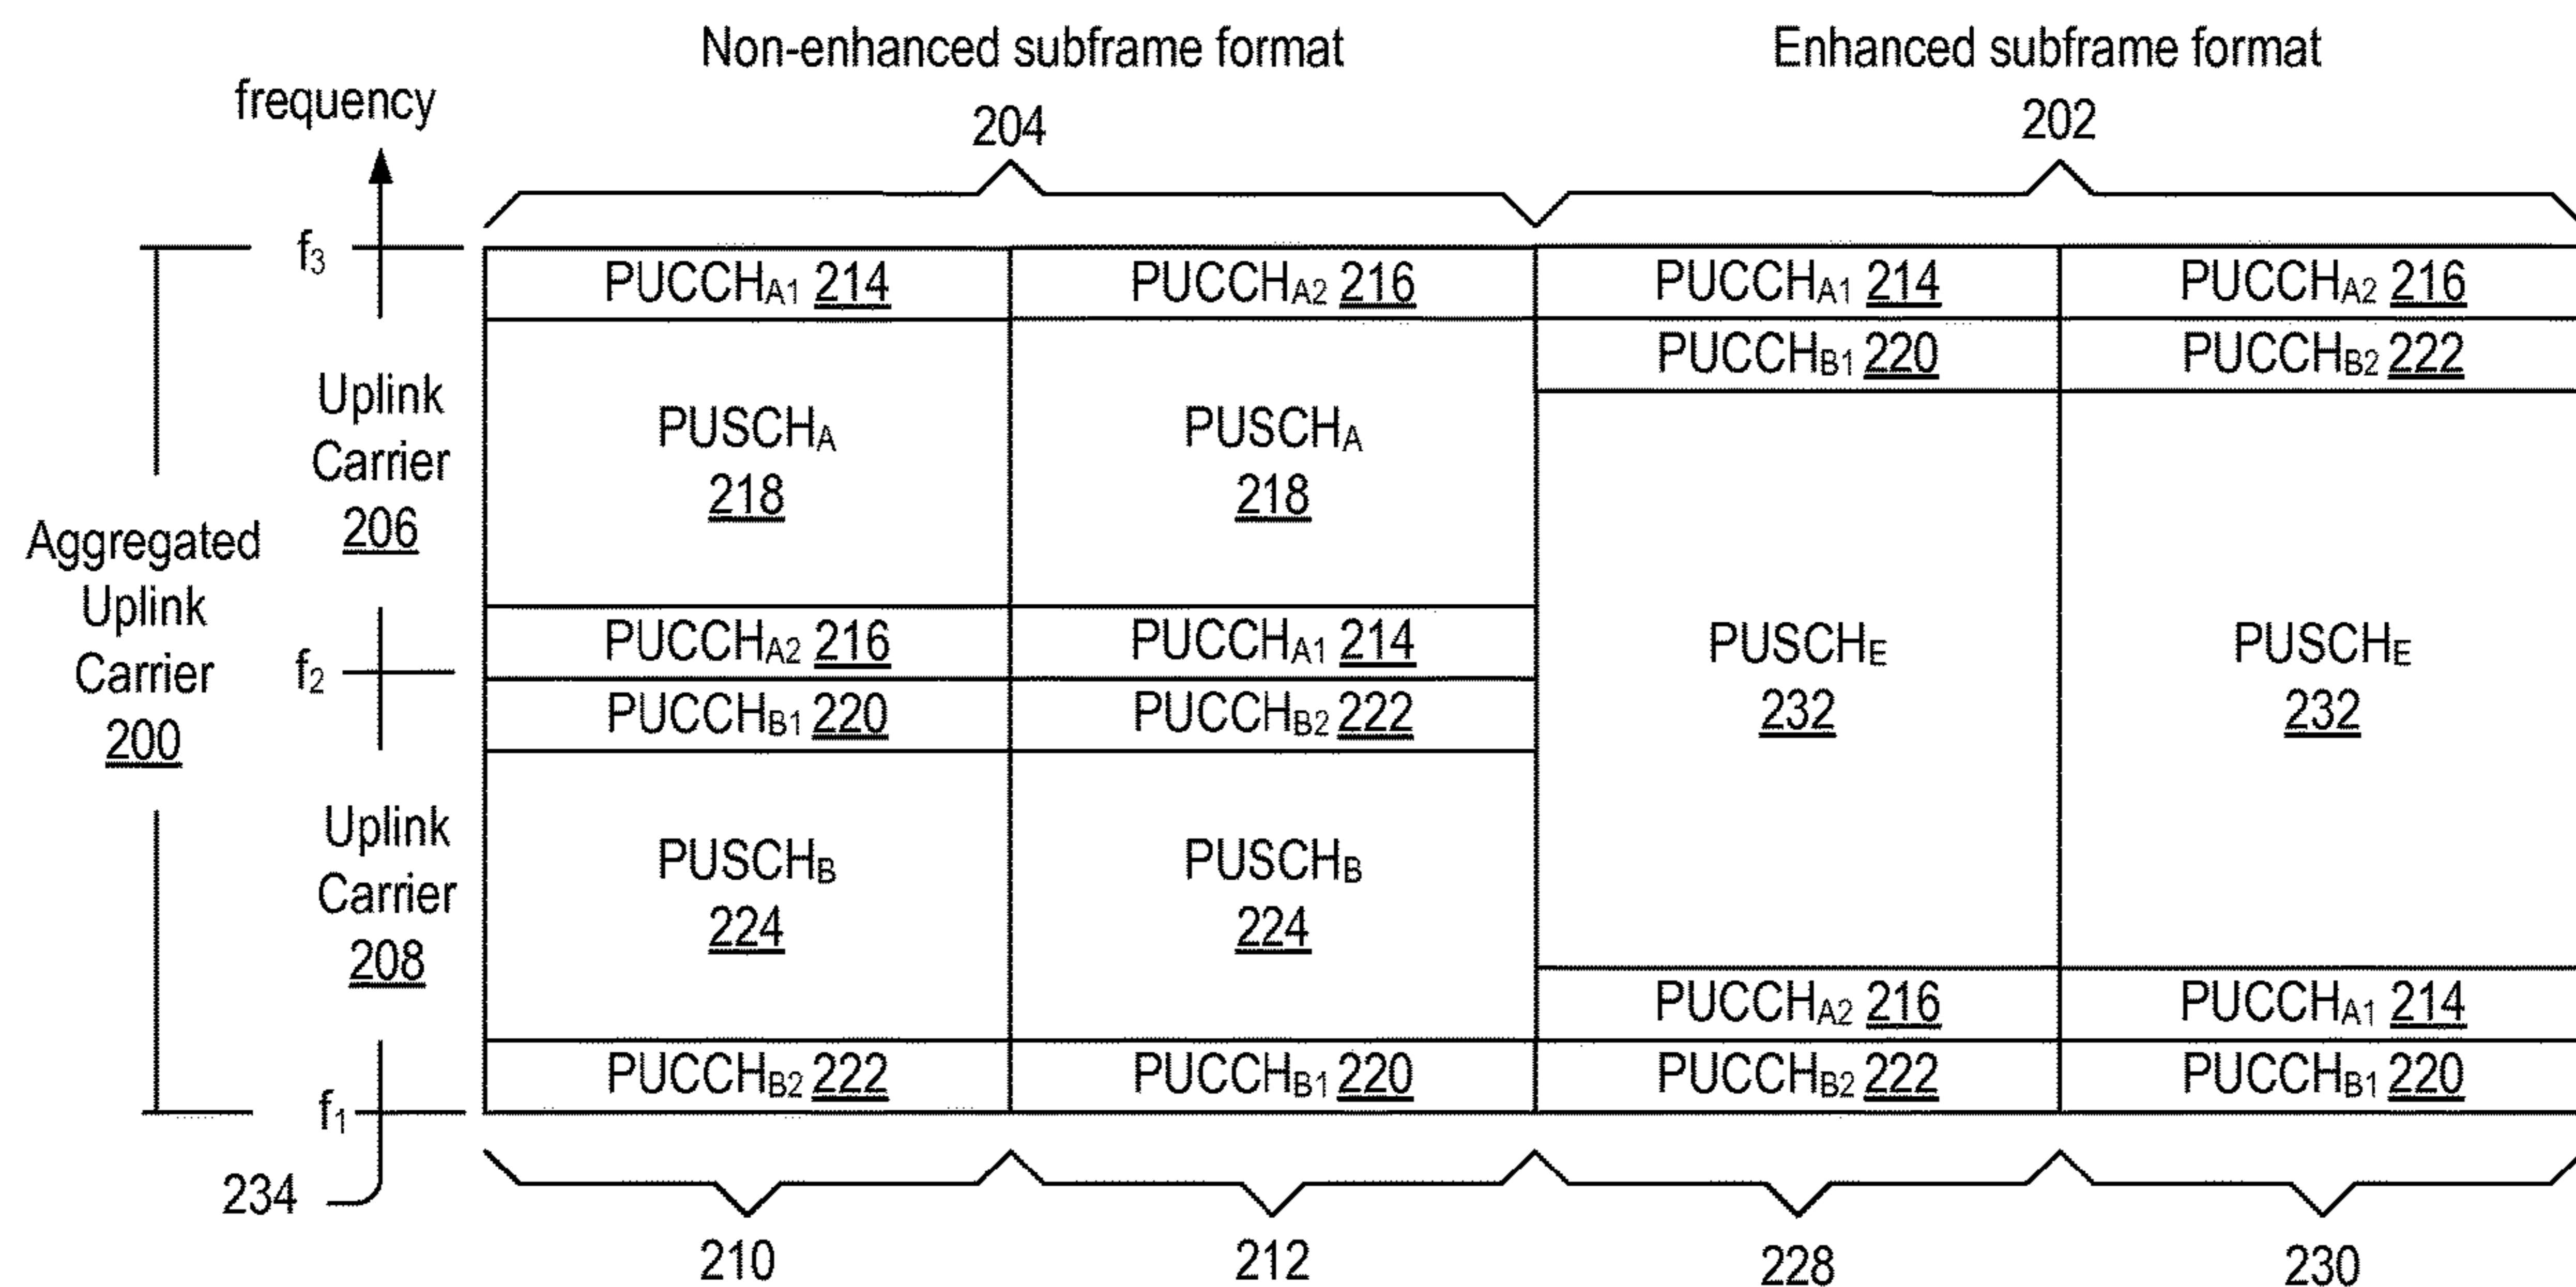 Non-enhanced subframe format
Enhanced subframe format
204
202
frequency
f3
f2
f1
Aggregated
Uplink
Carrier
200
Uplink
Carrier
206
Uplink
Carrier
208
234
PUCCHA1 214
PUCCHA2 216
PUCCHA1 214
PUCCHA2 216
PUCCHB1 220
PUCCHB2 222
PUSCHA
218
PUSCHA
218
PUCCHA2 216
PUCCHA1 214
PUSCHE
232
PUSCHE
232
PUCCHB1 220
PUCCHB2 222
PUSCHB
224
PUSCHB
224
PUCCHA2 216
PUCCHA1 214
PUCCHB2 222
PUCCHB1 220
PUCCHB2 222
PUCCHB1 220
210
212
228
230